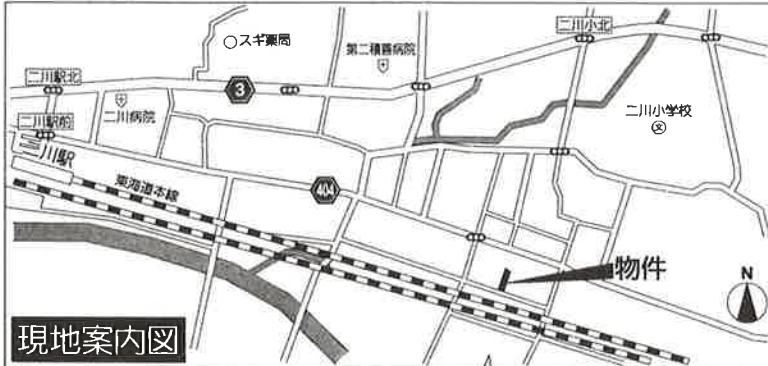 二川小北
スギ薬局
第二積善病院
二川駅北
3
二川病院
二川小学校
文
二川駅前
二川駅
東海道本線
404
物件
N
現地案内図